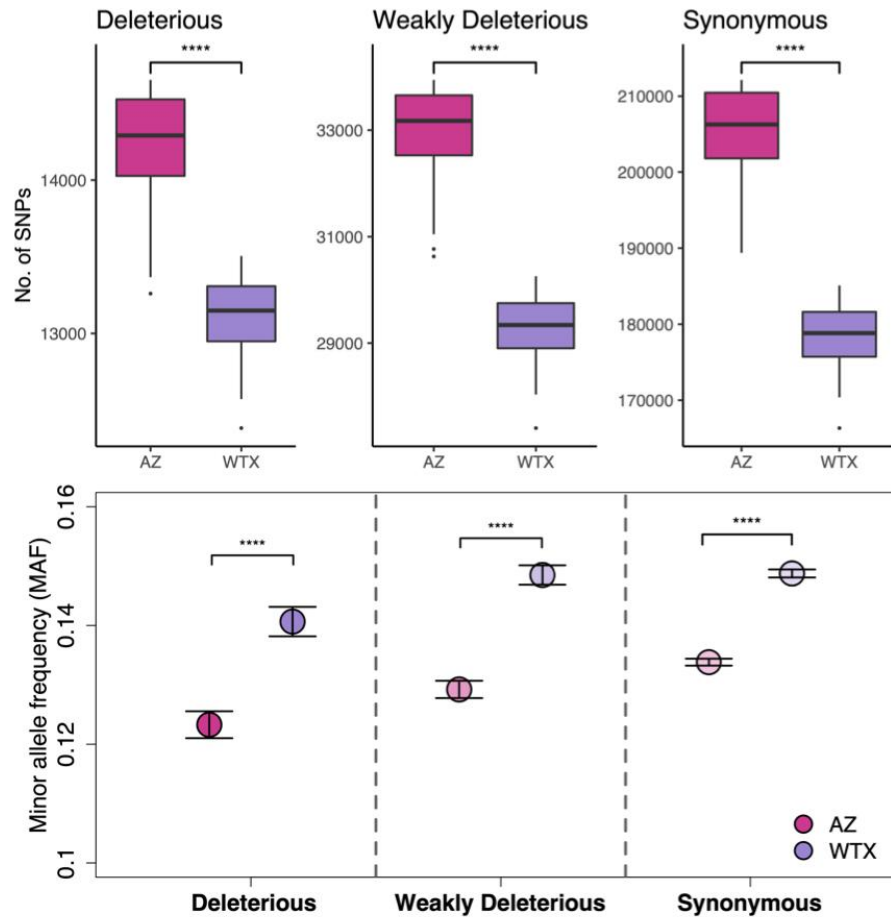 Deleterious
Weakly Deleterious
Synonymous
****
****
****
No. of SNPs
14000
13000
33000
31000
29000
210000
200000
190000
180000
170000
AZ
WTX
AZ
WTX
AZ
WTX
Minor allele frequency (MAF)
0.16
0.14
0.12
0.1
****
****
****
AZ
WTX
Deleterious
Weakly Deleterious
Synonymous